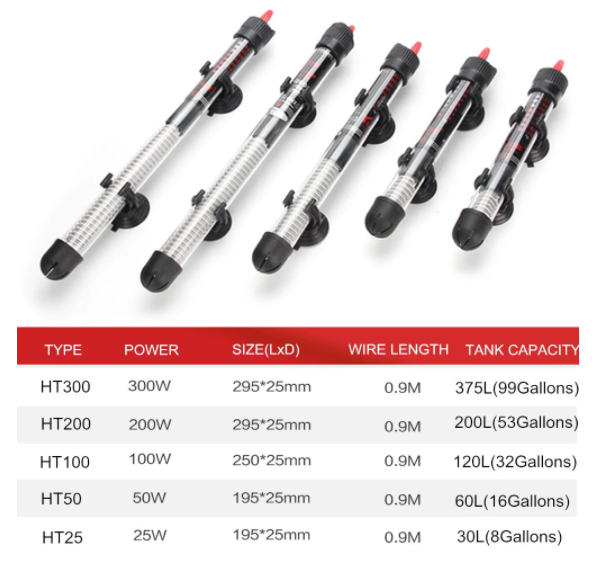 TYPE POWER SIZE(LxD) WIRE LENGTH TANK CAPACITY
HT300 300W 295*25mm 0.9M 375L(99Gallons)
HT200 200W 295*25mm 0.9M 200L(53Gallons)
HT100 100W 250*25mm 0.9M 120L(32Gallons)
HT50 50W 195*25mm 0.9M 60L(16Gallons)
HT25 25W 195*25mm 0.9M 30L(8Gallons)